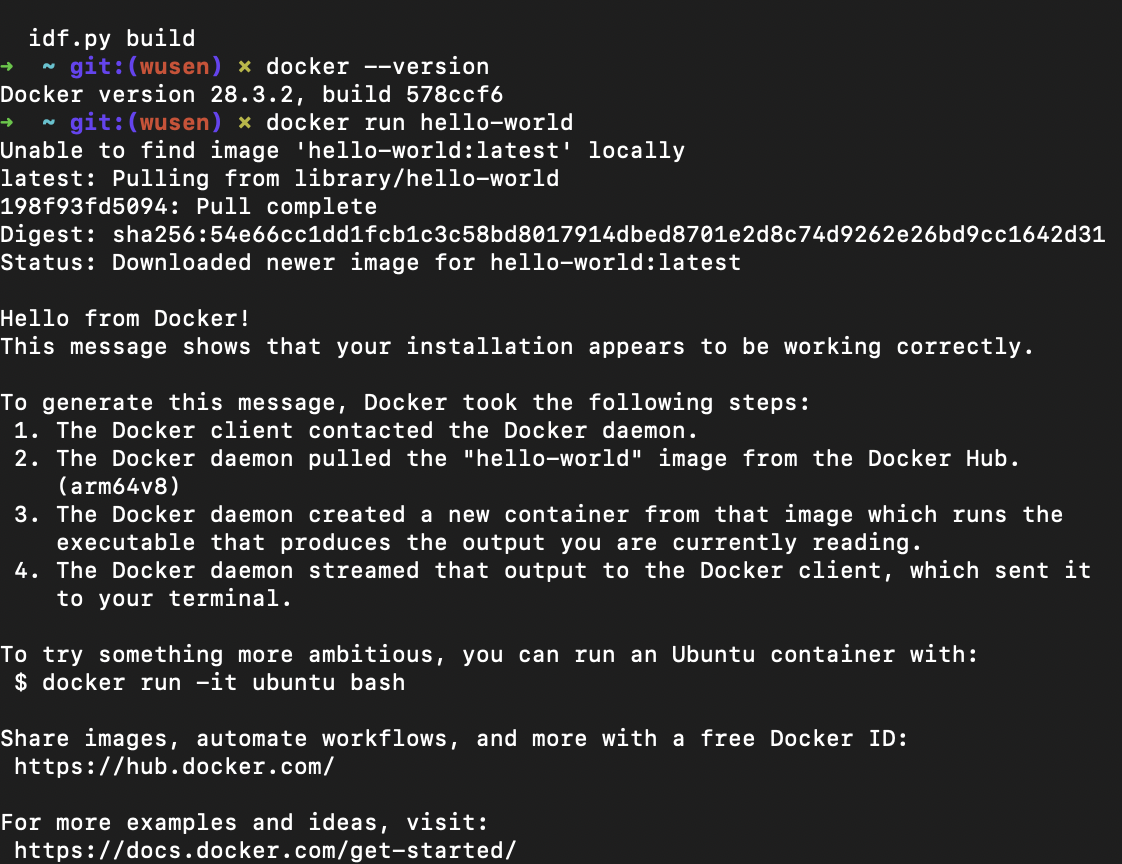 idf.py build
→ ~ git:(wusen) × docker --version
Docker version 28.3.2, build 578ccf6
→ ~ git:(wusen) × docker run hello-world
Unable to find image 'hello-world:latest' locally
latest: Pulling from library/hello-world
198f93fd5094: Pull complete
Digest: sha256:54e66cc1dd1fcb1c3c58bd8017914dbed8701e2d8c74d9262e26bd9cc1642d31
Status: Downloaded newer image for hello-world:latest
Hello from Docker!
This message shows that your installation appears to be working correctly.
To generate this message, Docker took the following steps:
1. The Docker client contacted the Docker daemon.
2. The Docker daemon pulled the "hello-world" image from the Docker Hub.
(arm64v8)
3. The Docker daemon created a new container from that image which runs the
executable that produces the output you are currently reading.
4. The Docker daemon streamed that output to the Docker client, which sent it
to your terminal.
To try something more ambitious, you can run an Ubuntu container with:
$ docker run -it ubuntu bash
Share images, automate workflows, and more with a free Docker ID:
https://hub.docker.com/
For more examples and ideas, visit:
https://docs.docker.com/get-started/